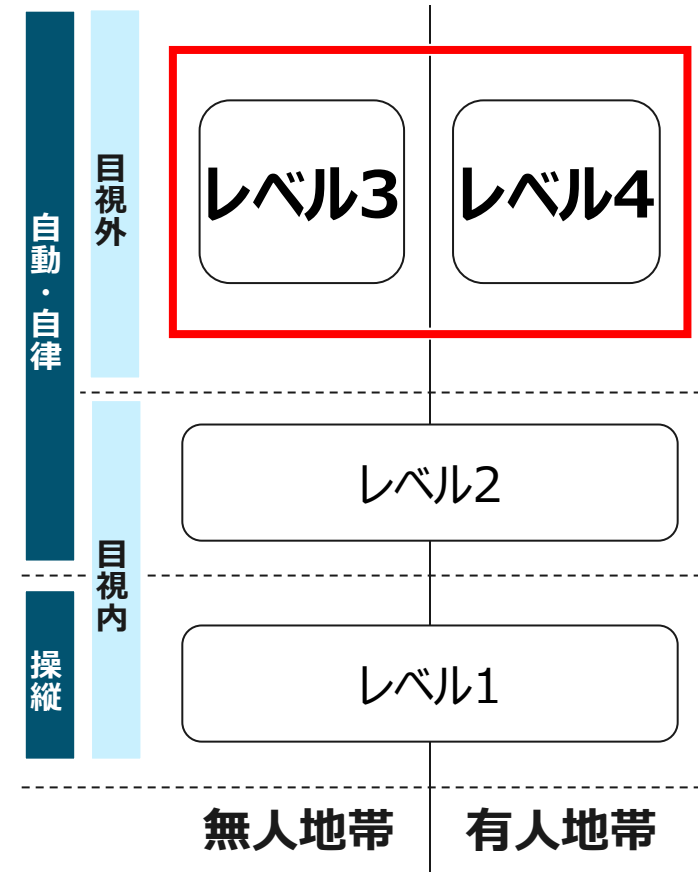 自動・自律
目視外
レベル3
レベル4
レベル2
目視内
操縦
レベル1
無人地帯
有人地帯